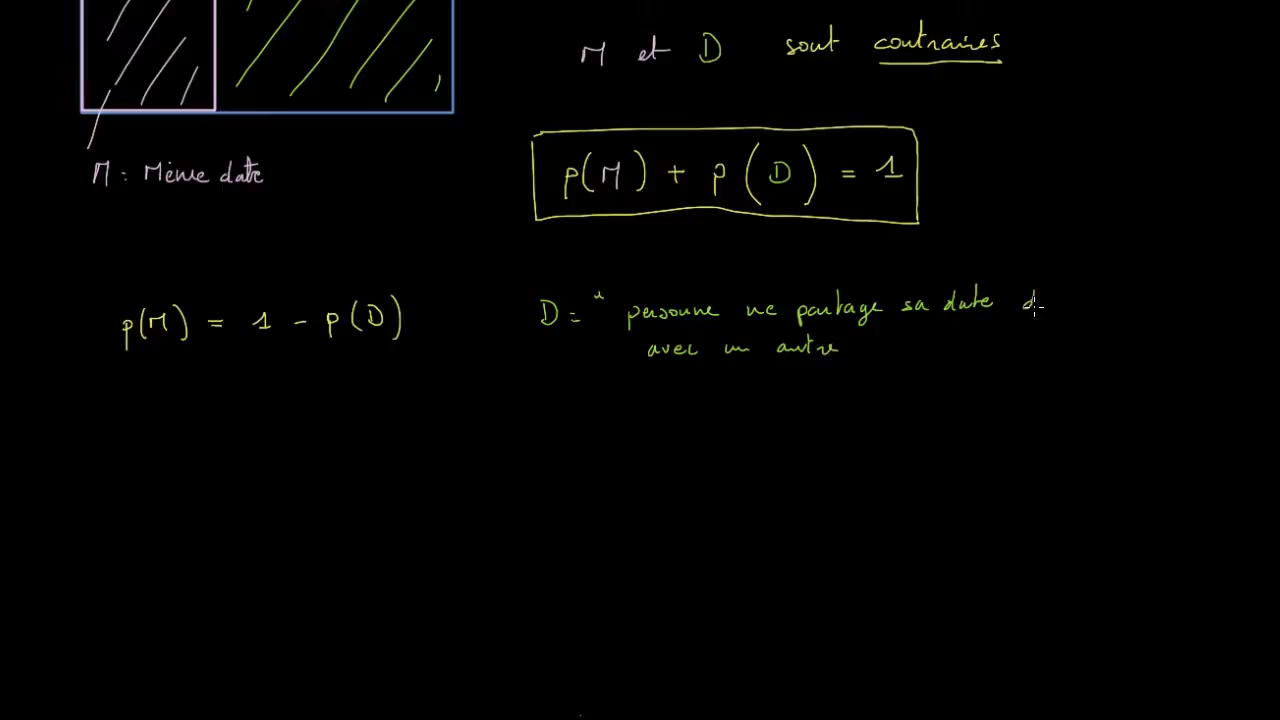 M et D sont contraires
p(M) + p(D) = 1
M : Même date
p(M) = 1 - p(D)
D = " personne ne partage sa date d
avec un autre